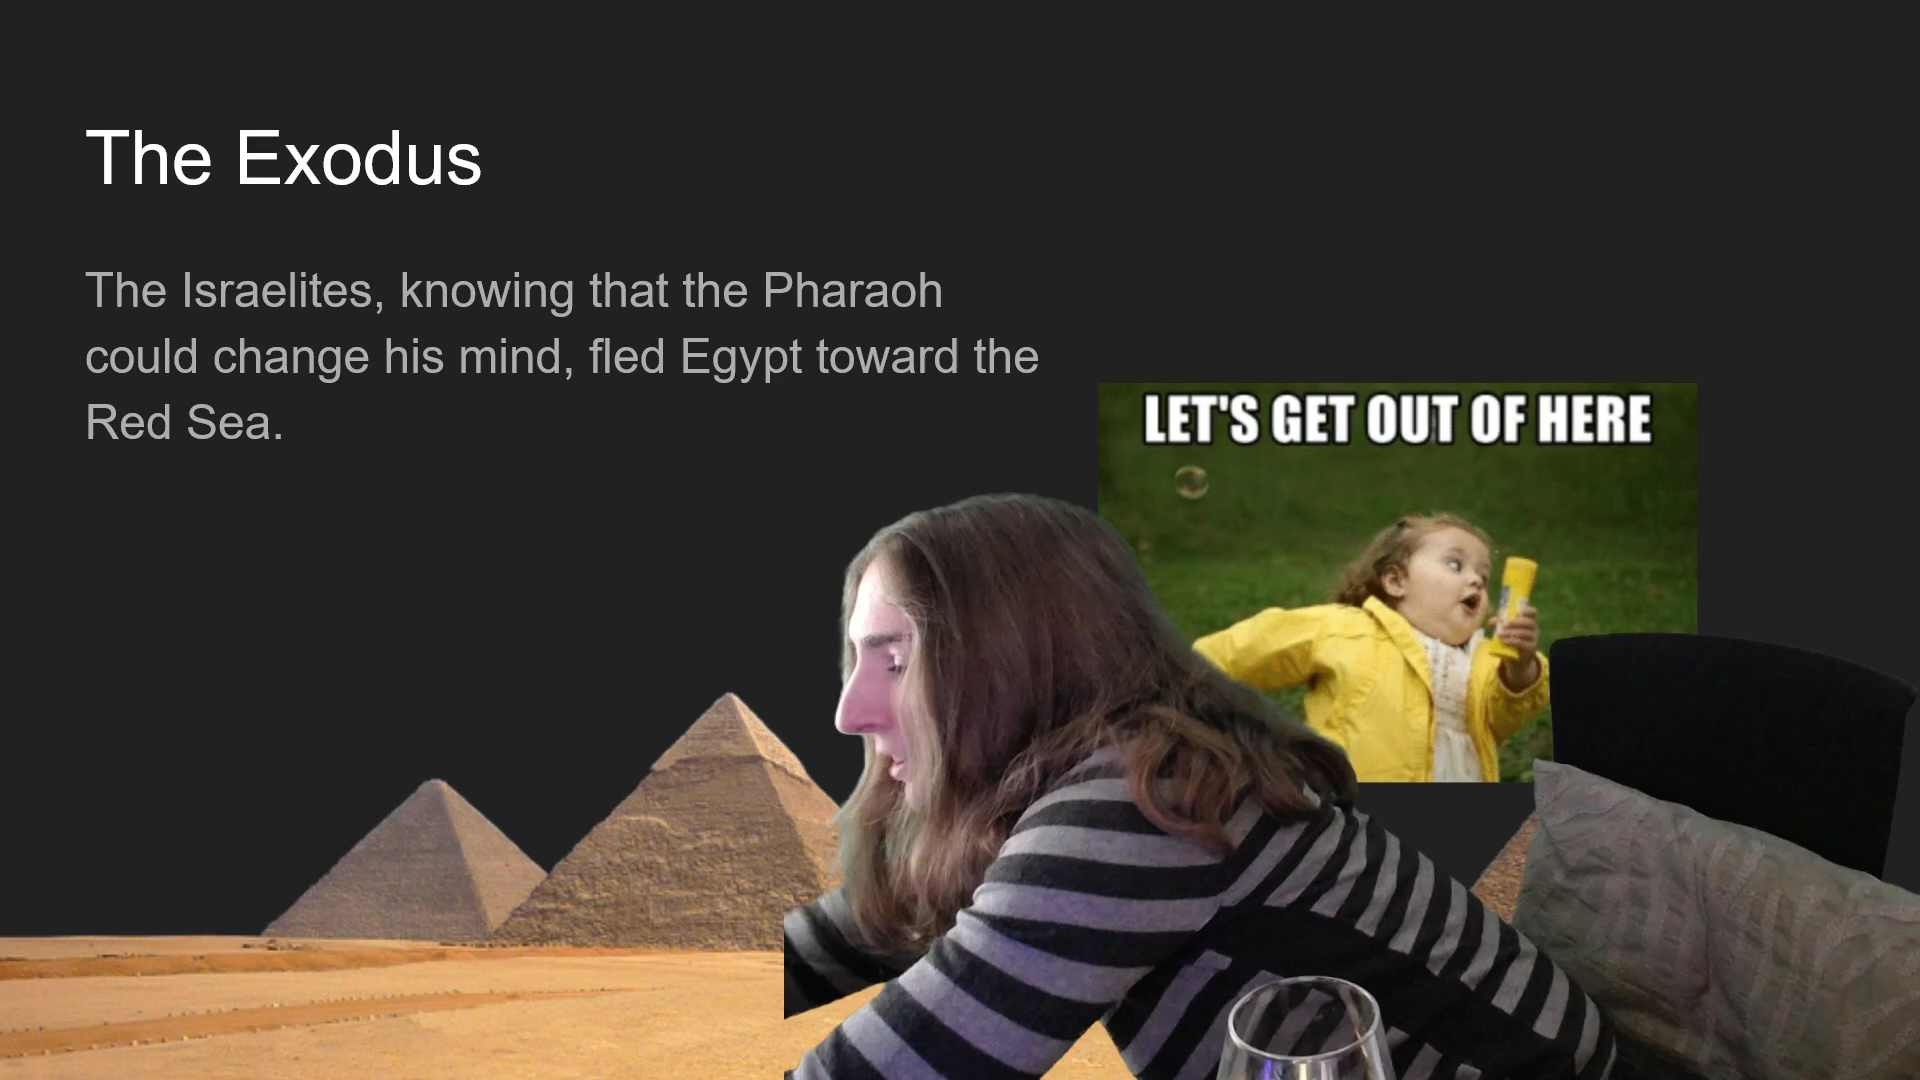 The Exodus
The Israelites, knowing that the Pharaoh
could change his mind, fled Egypt toward the
Red Sea.
LET'S GET OUT OF HERE